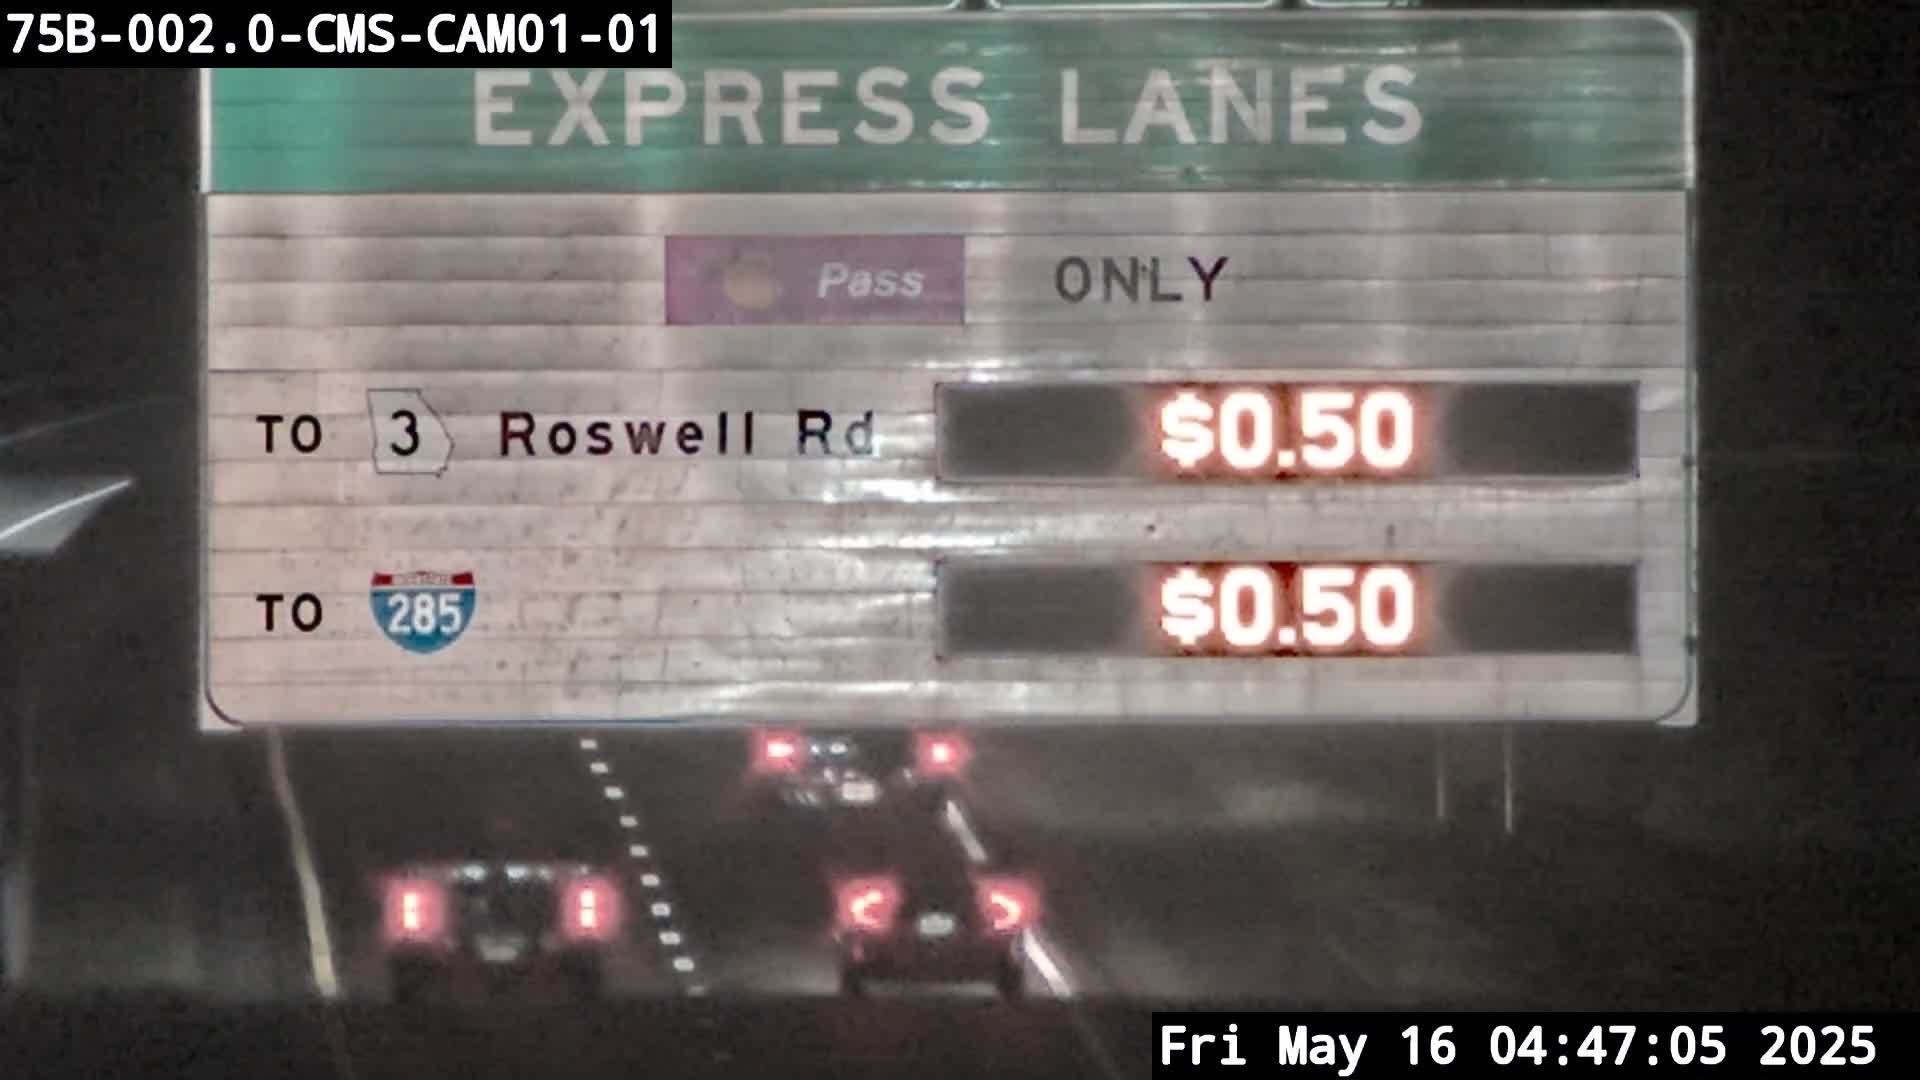 75B-002.0-CMS-CAM01-01
EXPRESS LANES
Pass ONLY
TO 3 Roswell Rd $0.50
TO 285 $0.50
Fri May 16 04:47:05 2025